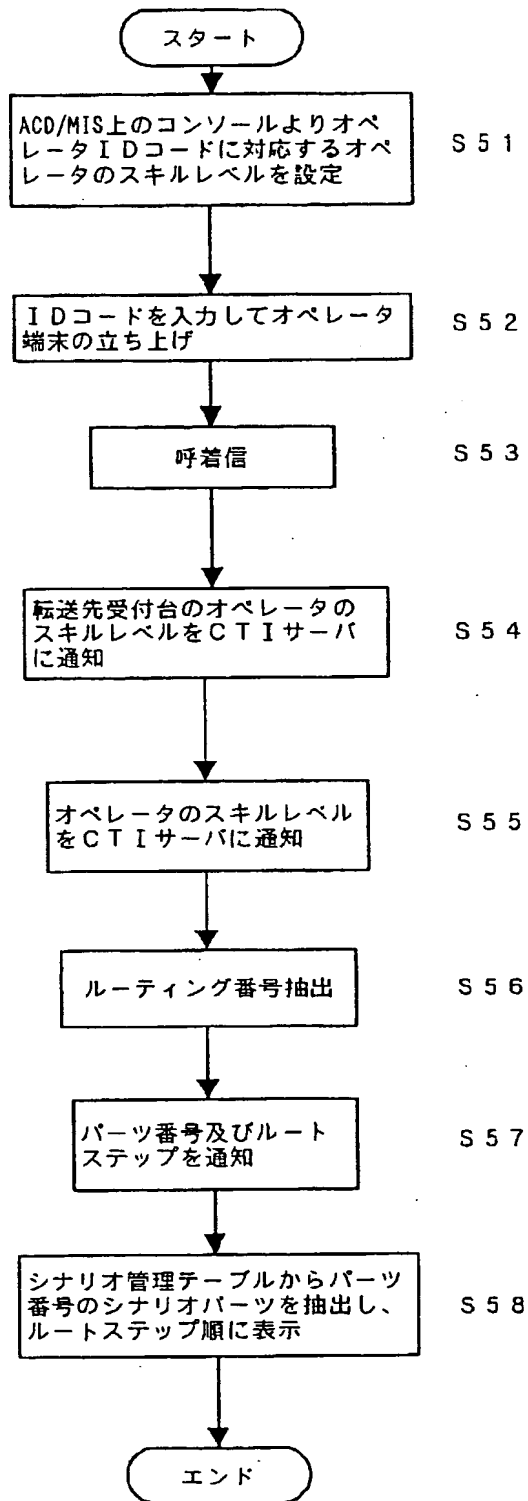 スタート
ACD/MIS上のコンソールよりオペ
レータIDコードに対応するオペ
レータのスキルレベルを設定
S51
IDコードを入力してオペレータ
端末の立ち上げ
S52
呼着信
S53
転送先受付台のオペレータの
スキルレベルをCTIサーバ
に通知
S54
オペレータのスキルレベル
をCTIサーバに通知
S55
ルーティング番号抽出
S56
パーツ番号及びルート
ステップを通知
S57
シナリオ管理テーブルからパーツ
番号のシナリオパーツを抽出し、
ルートステップ順に表示
S58
エンド